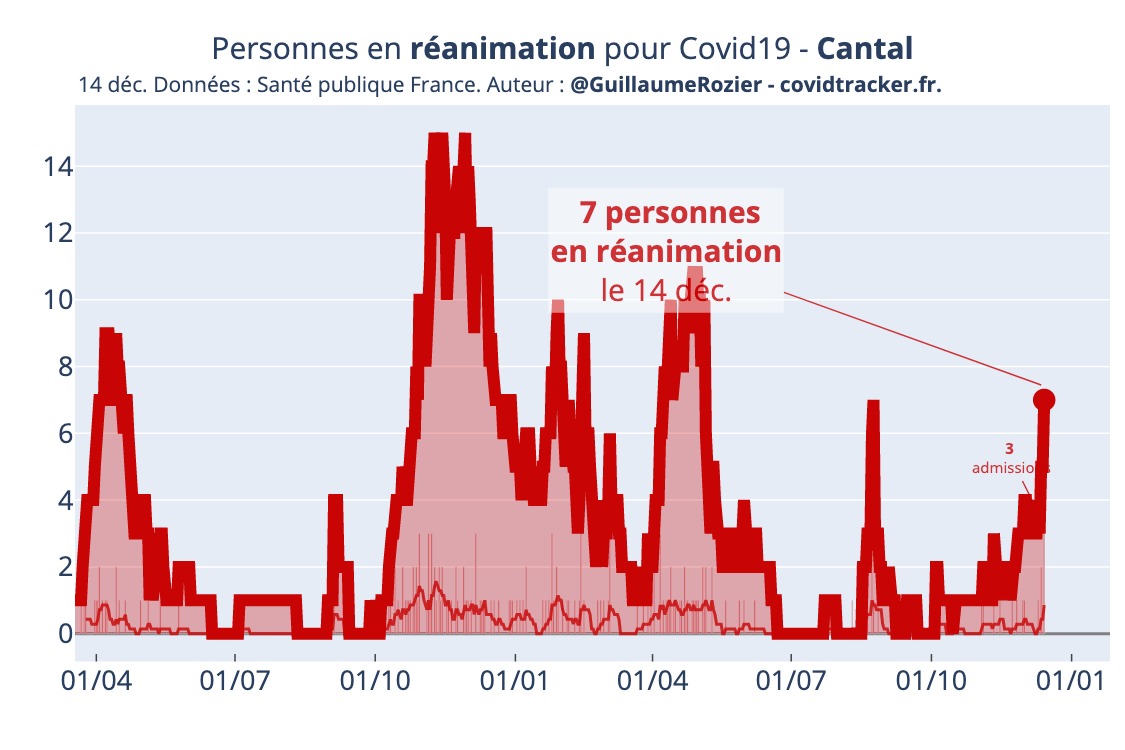 Personnes en réanimation pour Covid19 - Cantal
14 déc. Données : Santé publique France. Auteur : @GuillaumeRozier - covidtracker.fr.
14
12
10
8
6
4
2
0
7 personnes
en réanimation
le 14 déc.
3
admissions
01/04
01/07
01/10
01/01
01/04
01/07
01/10
01/01